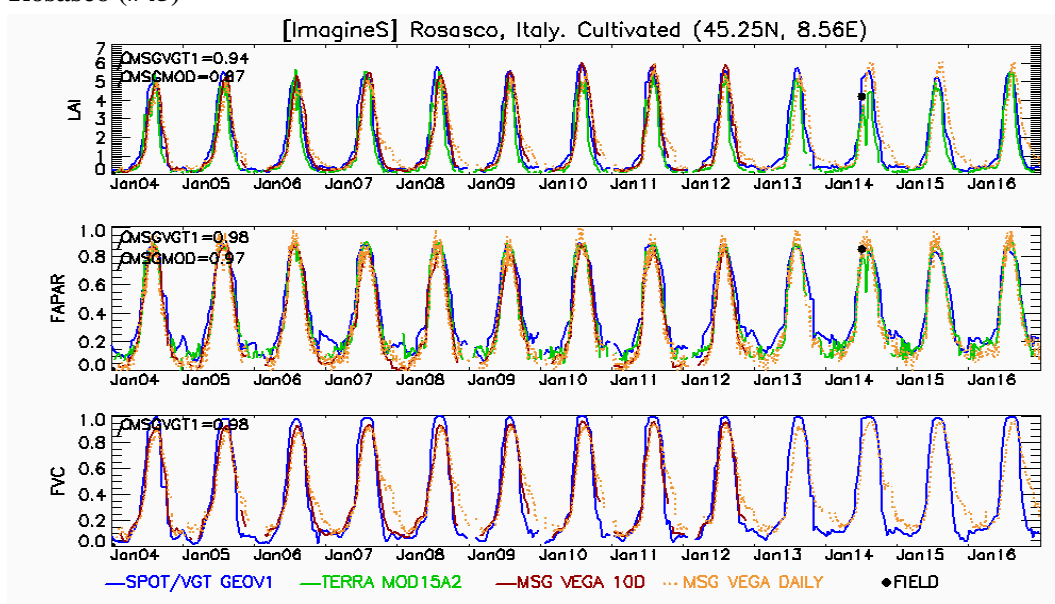 [ImagineS] Rosasco, Italy. Cultivated (45.25N, 8.56E)
7
6
5
4
3
2
1
0
LAI
CMSGVGT1=0.94
CMSGMOD=0.87
Jan04 Jan05 Jan06 Jan07 Jan08 Jan09 Jan10 Jan11 Jan12 Jan13 Jan14 Jan15 Jan16
1.0
0.8
0.6
0.4
0.2
0.0
FAPAR
CMSGVGT1=0.98
CMSGMOD=0.97
Jan04 Jan05 Jan06 Jan07 Jan08 Jan09 Jan10 Jan11 Jan12 Jan13 Jan14 Jan15 Jan16
1.0
0.8
0.6
0.4
0.2
0.0
FVC
CMSGVGT1=0.98
Jan04 Jan05 Jan06 Jan07 Jan08 Jan09 Jan10 Jan11 Jan12 Jan13 Jan14 Jan15 Jan16
SPOT/VGT GEOV1 TERRA MOD15A2 MSG VEGA 10D MSG VEGA DAILY FIELD